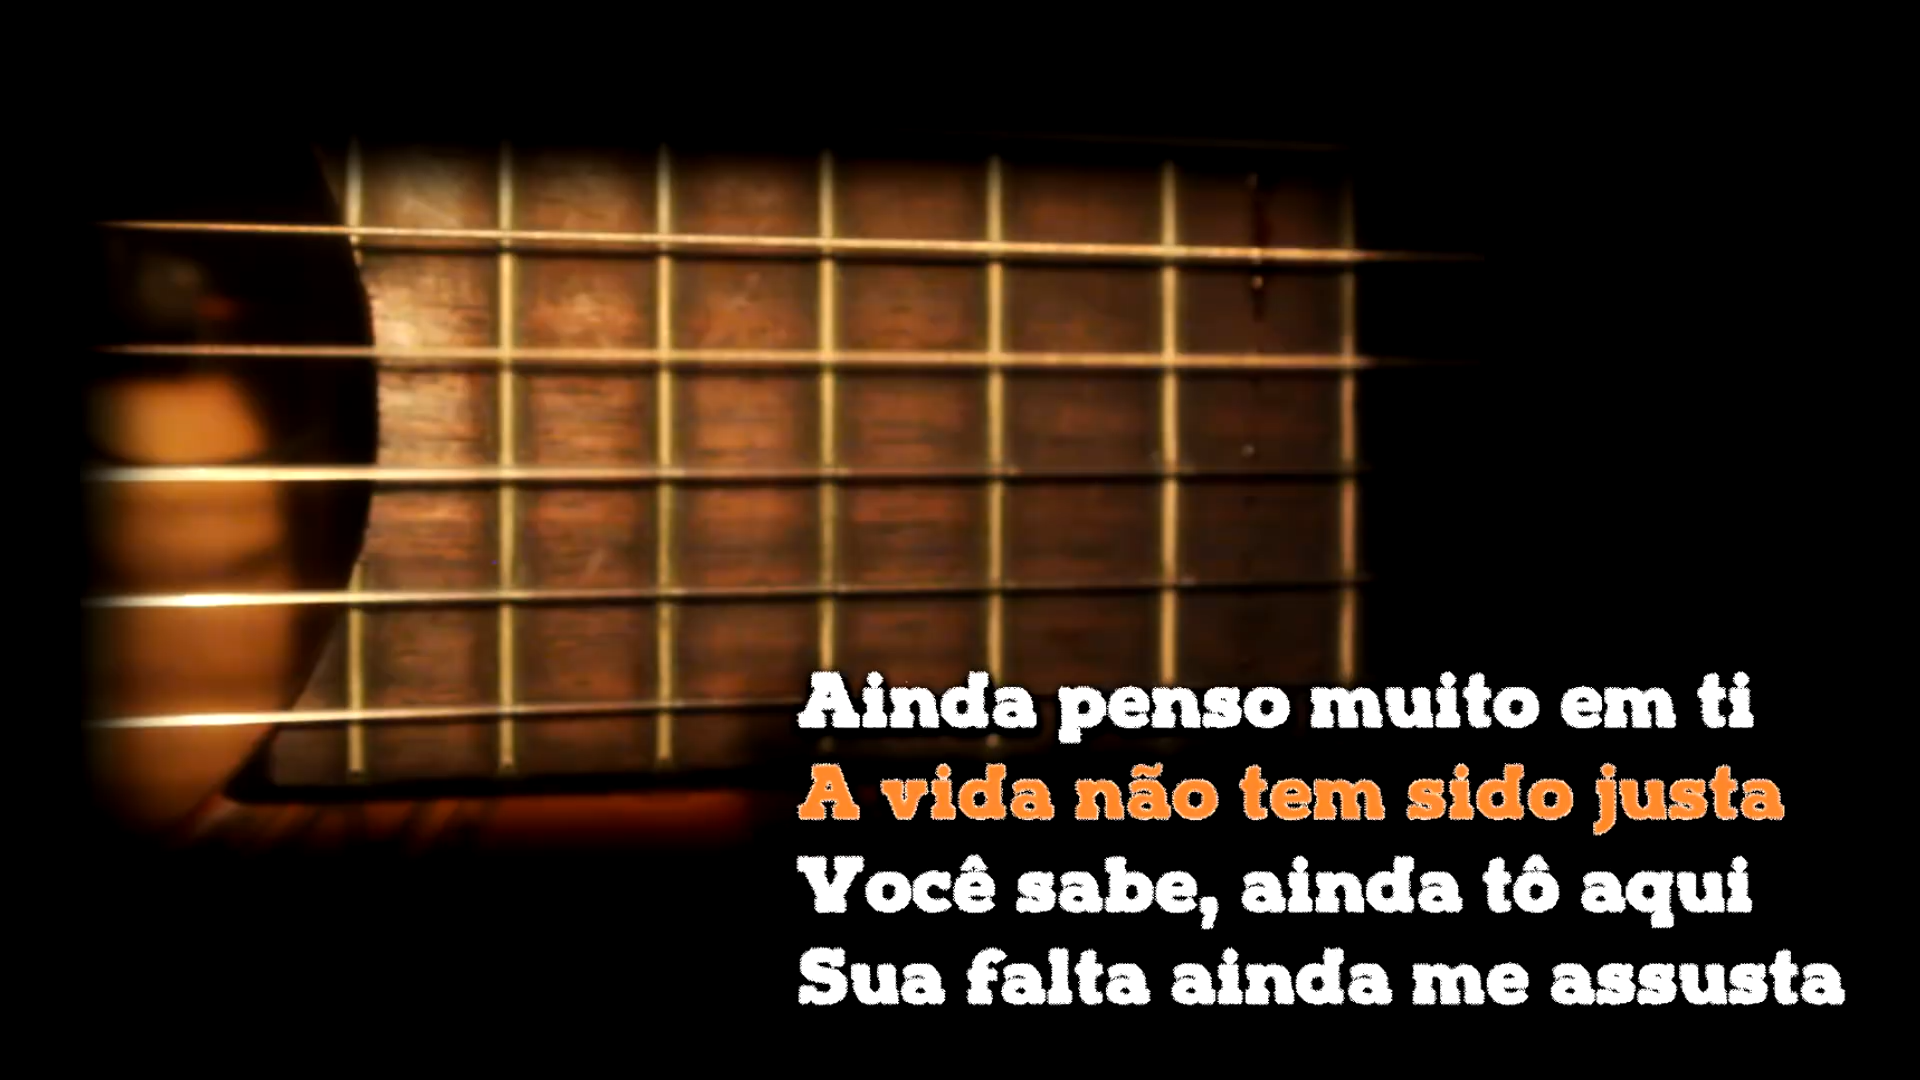 Ainda penso muito em ti
A vida não tem sido justa
Você sabe, ainda tô aqui
Sua falta ainda me assusta